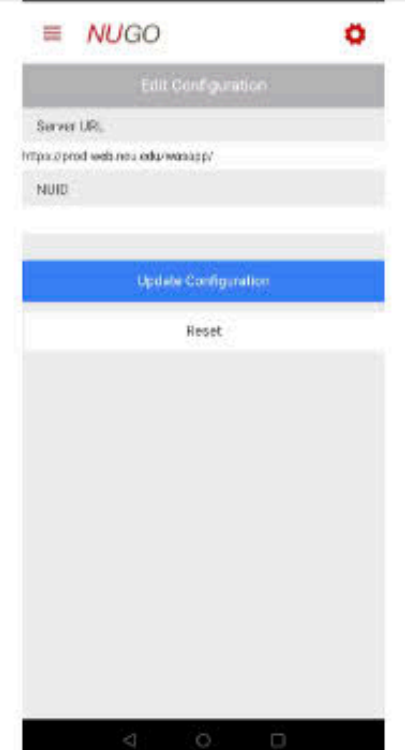 NUGO
Edit Configuration
Server URL
https://prod-web.neu.edu/wasapp/
NUID
Update Configuration
Reset